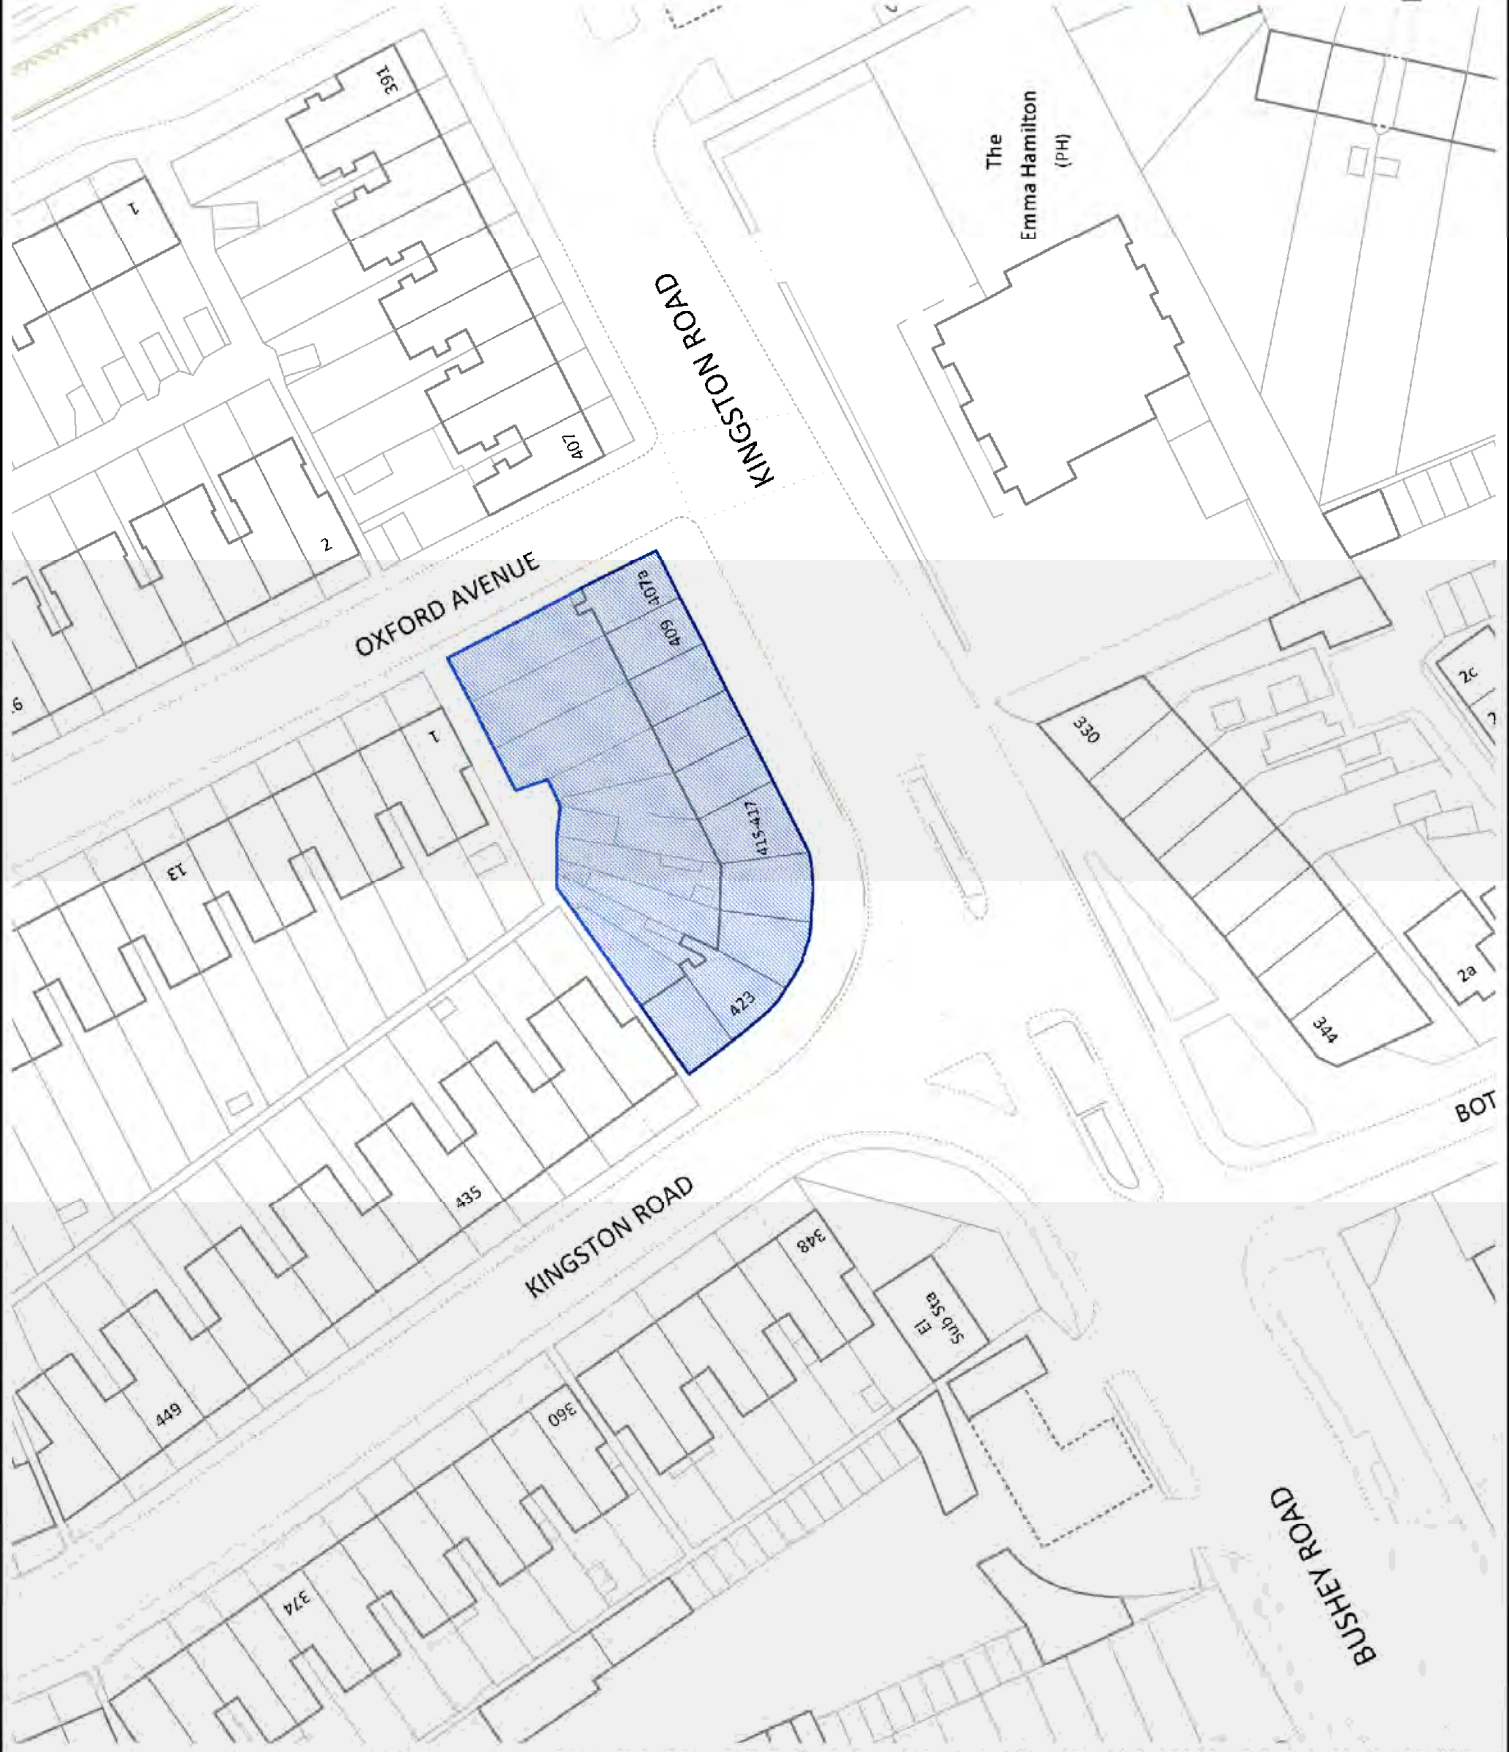 391
1
The
Emma Hamilton
(PH)
KINGSTON ROAD
407
2
OXFORD AVENUE
407a
409
2c
1
330
415-417
13
423
2a
344
BOT
435
KINGSTON ROAD
348
El
Sub Sta
449
360
374
BUSHEY ROAD